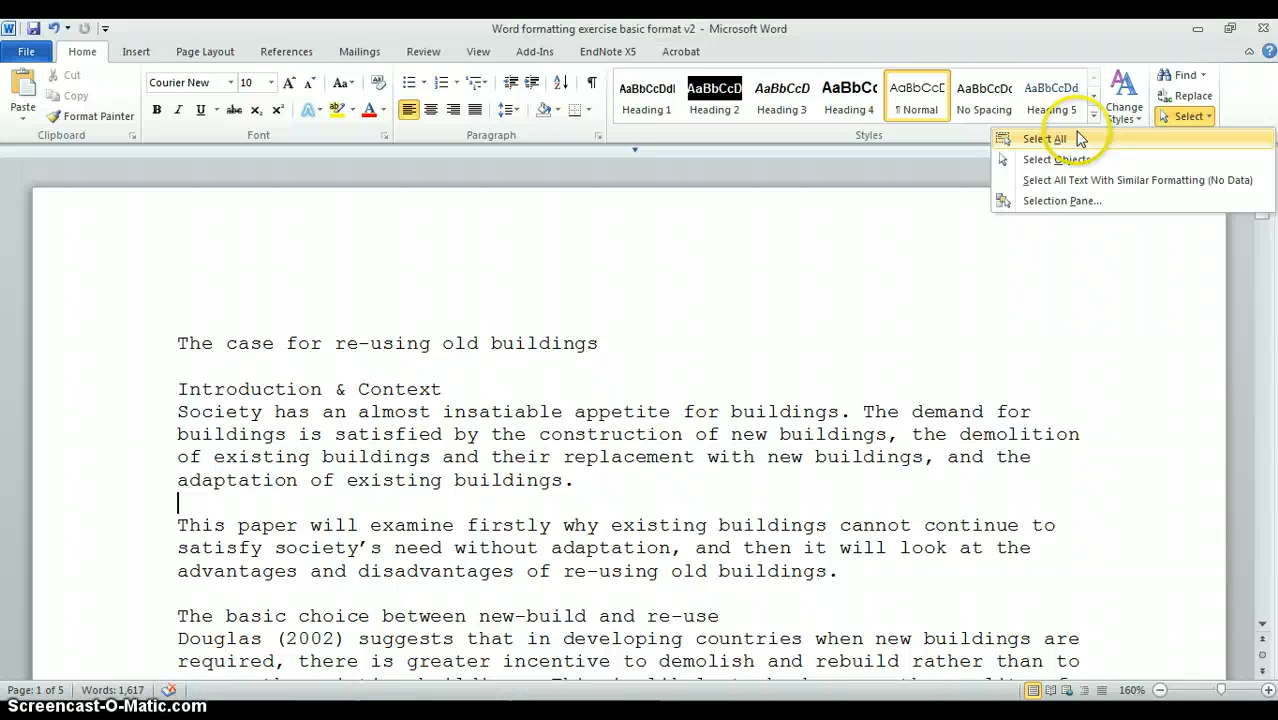 Word formatting exercise basic format v2 - Microsoft Word
File Home Insert Page Layout References Mailings Review View Add-Ins EndNote X5 Acrobat
Paste Cut Copy Format Painter
Clipboard
Courier New 10
Font
Paragraph
AaBbCcDdI AaBbCcD AaBbCcD AaBbCc AaBbCcD AaBbCcDc AaBbCcDd
Heading 1 Heading 2 Heading 3 Heading 4 ¶ Normal No Spacing Heading 5
Styles
Change Styles
Find
Replace
Select
Select All
Select Objects
Select All Text With Similar Formatting (No Data)
Selection Pane...
The case for re-using old buildings
Introduction & Context
Society has an almost insatiable appetite for buildings. The demand for
buildings is satisfied by the construction of new buildings, the demolition
of existing buildings and their replacement with new buildings, and the
adaptation of existing buildings.
This paper will examine firstly why existing buildings cannot continue to
satisfy society’s need without adaptation, and then it will look at the
advantages and disadvantages of re-using old buildings.
The basic choice between new-build and re-use
Douglas (2002) suggests that in developing countries when new buildings are
required, there is greater incentive to demolish and rebuild rather than to
Page: 1 of 5 Words: 1,617 160%
Screencast-O-Matic.com